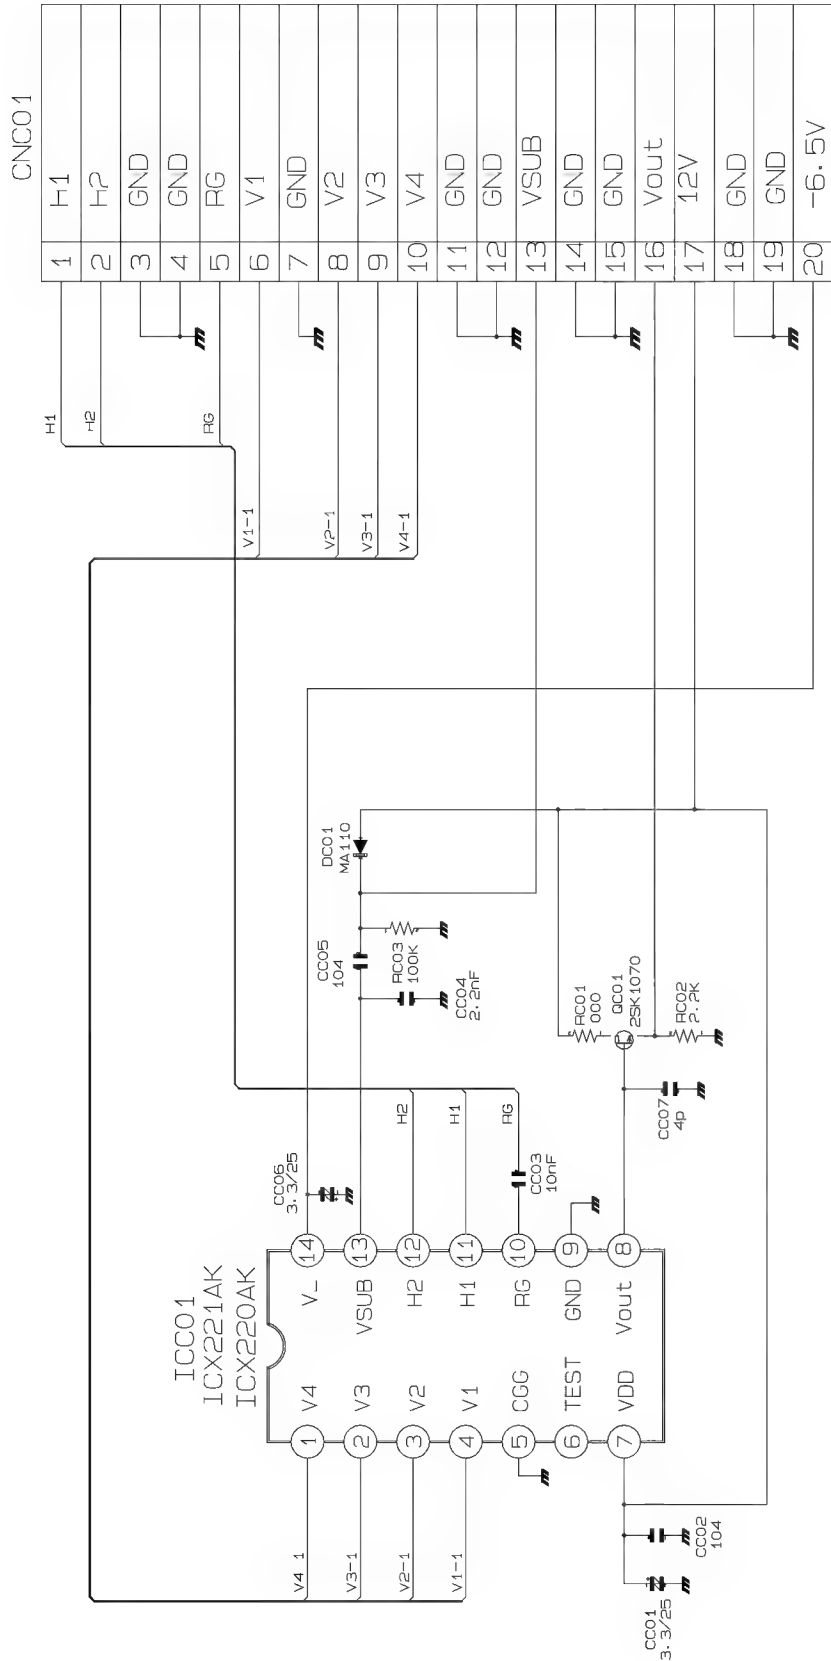 CNC01
1 H1
2 H2
3 GND
4 GND
5 RG
6 V1
7 GND
8 V2
9 V3
10 V4
11 GND
12 GND
13 VSUB
14 GND
15 GND
16 Vout
17 12V
18 GND
19 GND
20 -6.5V
H1
H2
RG
V1-1
V2-1
V3-1
V4-1
DC01
MA110
CC05
104
RC03
100K
CC04
2.2nF
RC01
000
QC01
2SK1070
RC02
2.2K
CC07
4p
H2
H1
RG
CC06
3.3/25
CC03
10nF
ICC01
ICX221AK
ICX220AK
14 V_
13 VSUB
12 H2
11 H1
10 RG
9 GND
8 Vout
1 V4
2 V3
3 V2
4 V1
5 CGG
6 TEST
7 VDD
V4 1
V3-1
V2-1
V1-1
CC02
104
CC01
3.3/25